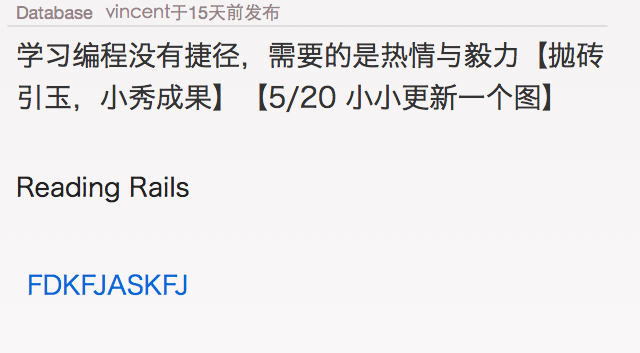 Database vincent于15天前发布
学习编程没有捷径，需要的是热情与毅力【抛砖
引玉，小秀成果】【5/20 小小更新一个图】
Reading Rails
FDKFJASKFJ